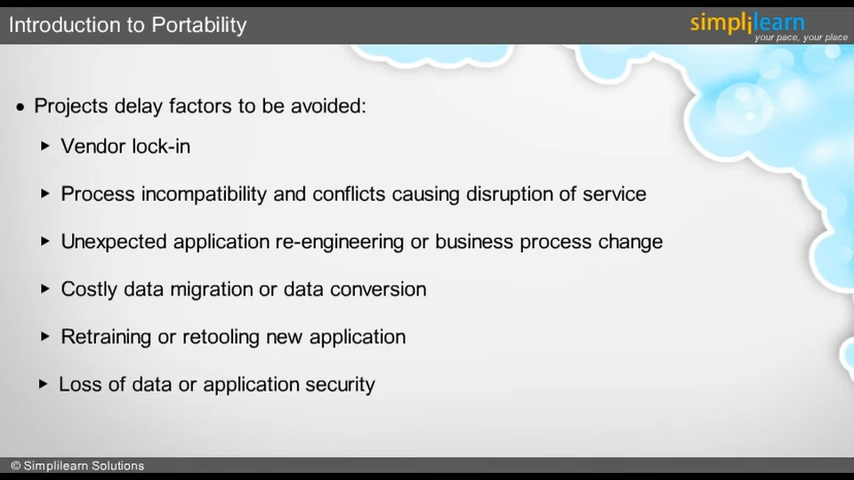 Introduction to Portability
simplilearn
your pace, your place
• Projects delay factors to be avoided:
▶ Vendor lock-in
▶ Process incompatibility and conflicts causing disruption of service
▶ Unexpected application re-engineering or business process change
▶ Costly data migration or data conversion
▶ Retraining or retooling new application
▶ Loss of data or application security
© Simplilearn Solutions